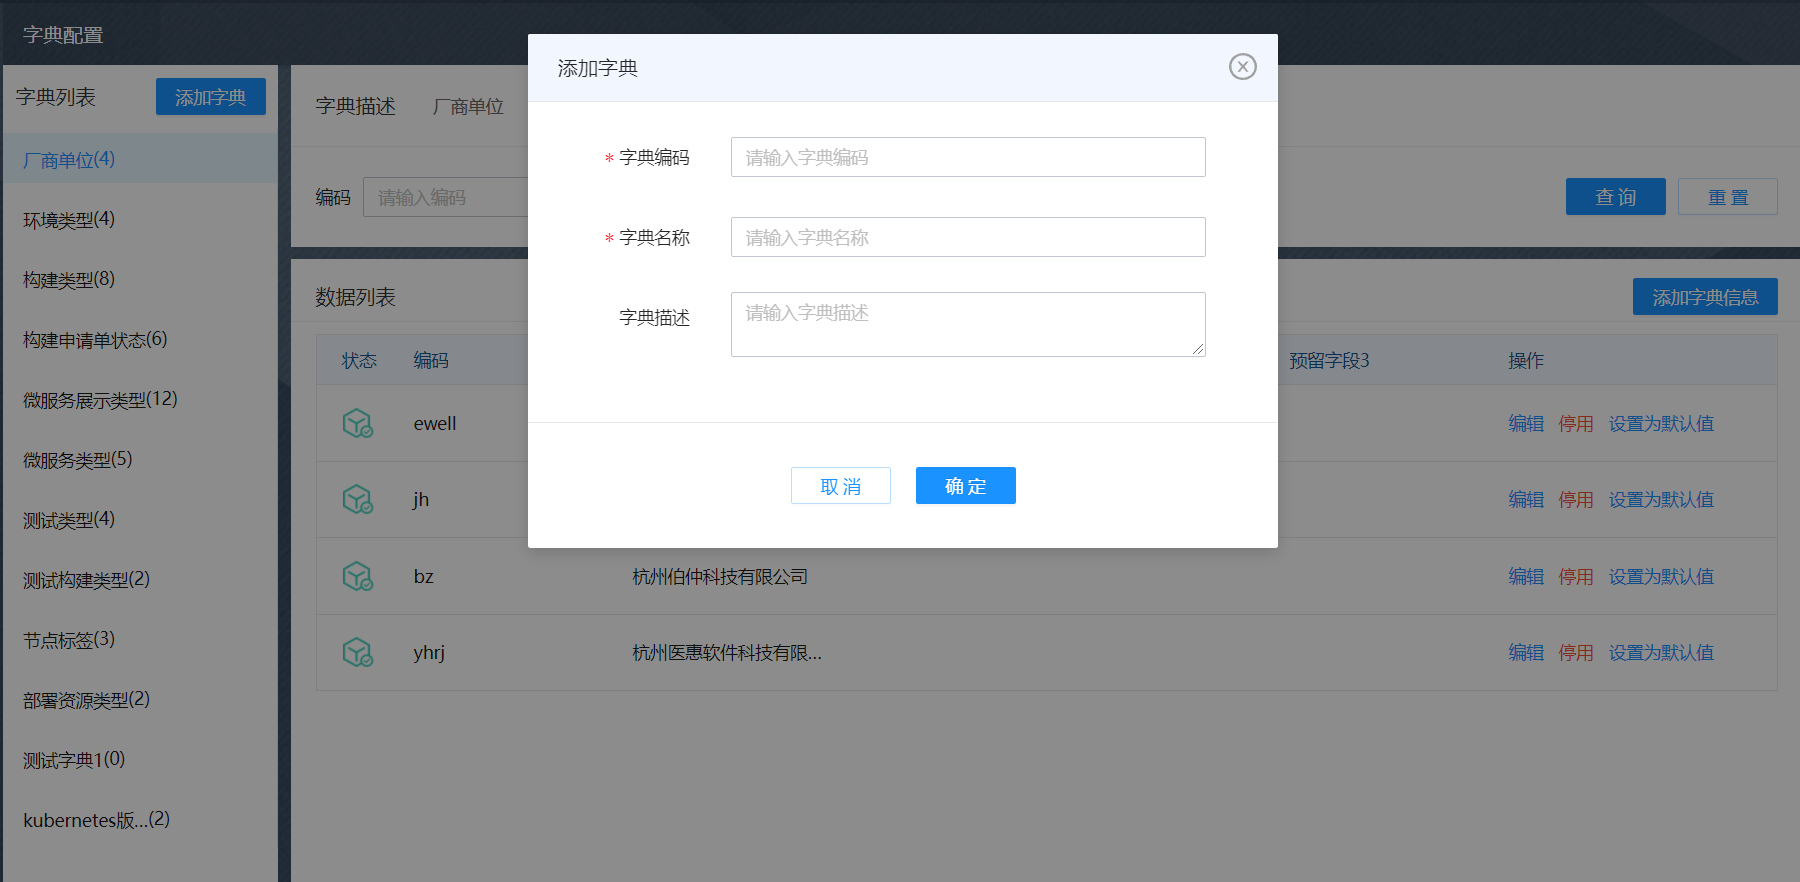 字典配置
字典列表
添加字典
厂商单位(4)
环境类型(4)
构建类型(8)
构建申请单状态(6)
微服务展示类型(12)
微服务类型(5)
测试类型(4)
测试构建类型(2)
节点标签(3)
部署资源类型(2)
测试字典1(0)
kubernetes版...(2)
字典描述 厂商单位
编码 请输入编码
查 询 重 置
数据列表
添加字典信息
状态 编码 预留字段3 操作
ewell 编辑 停用 设置为默认值
jh 编辑 停用 设置为默认值
bz 杭州伯仲科技有限公司 编辑 停用 设置为默认值
yhrj 杭州医惠软件科技有限... 编辑 停用 设置为默认值
添加字典
* 字典编码 请输入字典编码
* 字典名称 请输入字典名称
字典描述 请输入字典描述
取 消 确 定